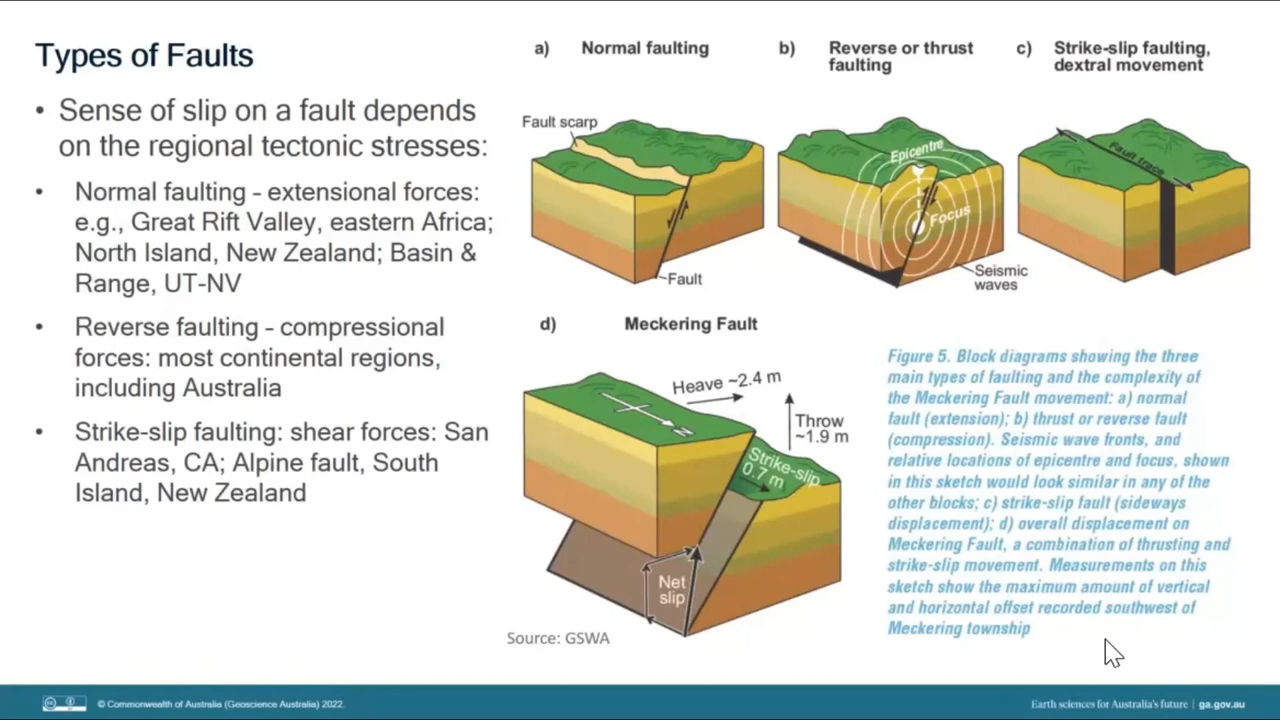 Types of Faults
• Sense of slip on a fault depends
on the regional tectonic stresses:
• Normal faulting - extensional forces:
e.g., Great Rift Valley, eastern Africa;
North Island, New Zealand; Basin &
Range, UT-NV
• Reverse faulting - compressional
forces: most continental regions,
including Australia
• Strike-slip faulting: shear forces: San
Andreas, CA; Alpine fault, South
Island, New Zealand
a) Normal faulting
Fault scarp
Fault
b) Reverse or thrust
faulting
Epicentre
Focus
Seismic
waves
c) Strike-slip faulting,
dextral movement
Fault trace
d) Meckering Fault
Heave ~2.4 m
Throw
~1.9 m
N
Strike-slip
0.7 m
Net
slip
Source: GSWA
Figure 5. Block diagrams showing the three
main types of faulting and the complexity of
the Meckering Fault movement: a) normal
fault (extension); b) thrust or reverse fault
(compression). Seismic wave fronts, and
relative locations of epicentre and focus, shown
in this sketch would look similar in any of the
other blocks; c) strike-slip fault (sideways
displacement); d) overall displacement on
Meckering Fault, a combination of thrusting and
strike-slip movement. Measurements on this
sketch show the maximum amount of vertical
and horizontal offset recorded southwest of
Meckering township
© Commonwealth of Australia (Geoscience Australia) 2022.
Earth sciences for Australia's future | ga.gov.au